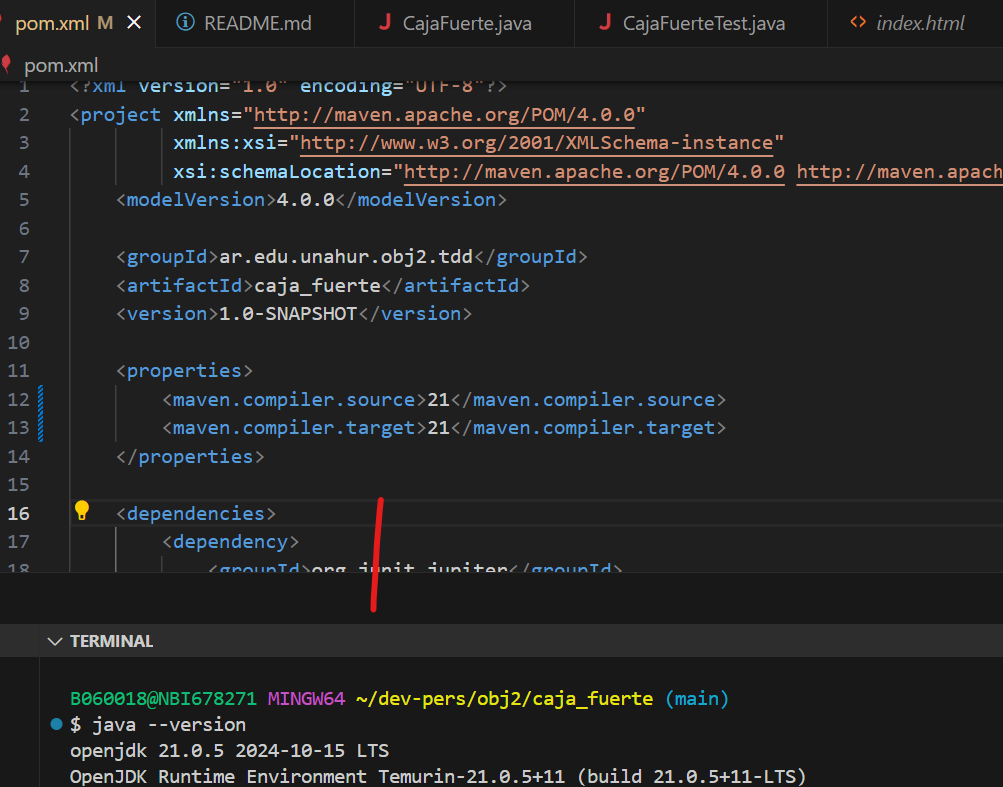 pom.xml M README.md CajaFuerte.java CajaFuerteTest.java index.html
pom.xml
1 <?xml version="1.0" encoding="UTF-8"?>
2 <project xmlns="http://maven.apache.org/POM/4.0.0"
3 xmlns:xsi="http://www.w3.org/2001/XMLSchema-instance"
4 xsi:schemaLocation="http://maven.apache.org/POM/4.0.0 http://maven.apach
5 <modelVersion>4.0.0</modelVersion>
6
7 <groupId>ar.edu.unahur.obj2.tdd</groupId>
8 <artifactId>caja_fuerte</artifactId>
9 <version>1.0-SNAPSHOT</version>
10
11 <properties>
12 <maven.compiler.source>21</maven.compiler.source>
13 <maven.compiler.target>21</maven.compiler.target>
14 </properties>
15
16 <dependencies>
17 <dependency>
18 <groupId>org.junit.jupiter</groupId>
TERMINAL
B060018@NBI678271 MINGW64 ~/dev-pers/obj2/caja_fuerte (main)
$ java --version
openjdk 21.0.5 2024-10-15 LTS
OpenJDK Runtime Environment Temurin-21.0.5+11 (build 21.0.5+11-LTS)